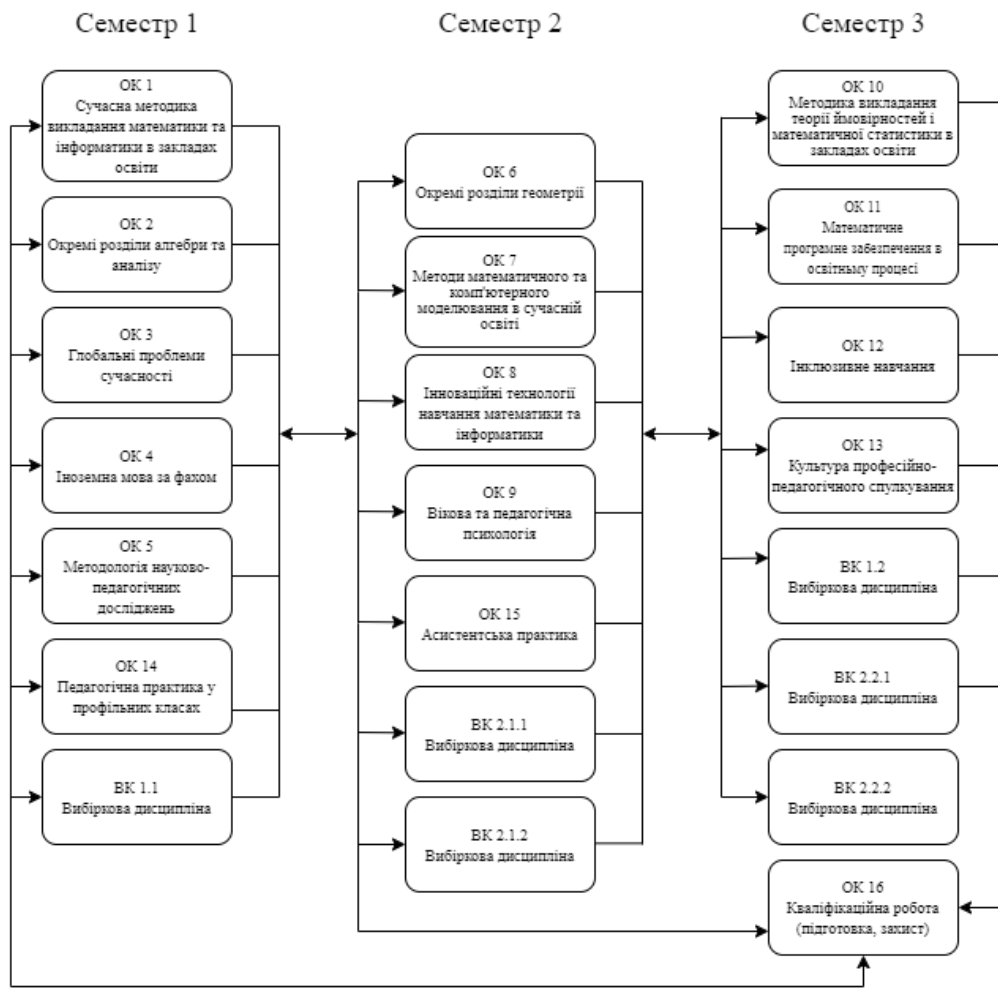 Семестр 1
Семестр 2
Семестр 3
ОК 1
Сучасна методика
викладання математики та
інформатики в закладах
освіти
ОК 2
Окремі розділи алгебри та
аналізу
ОК 3
Глобальні проблеми
сучасності
ОК 4
Іноземна мова за фахом
ОК 5
Методологія науково-
педагогічних
досліджень
ОК 14
Педагогічна практика у
профільних класах
ВК 1.1
Вибіркова дисципліна
ОК 6
Окремі розділи геометрії
ОК 7
Методи математичного та
комп'ютерного
моделювання в сучасній
освіті
ОК 8
Інноваційні технології
навчання математики та
інформатики
ОК 9
Вікова та педагогічна
психологія
ОК 15
Асистентська практика
ВК 2.1.1
Вибіркова дисципліна
ВК 2.1.2
Вибіркова дисципліна
ОК 10
Методика викладання
теорії ймовірностей і
математичної статистики в
закладах освіти
ОК 11
Математичне
програмне забезпечення в
освітньому процесі
ОК 12
Інклюзивне навчання
ОК 13
Культура професійно-
педагогічного спулкування
ВК 1.2
Вибіркова дисципліна
ВК 2.2.1
Вибіркова дисципліна
ВК 2.2.2
Вибіркова дисципліна
ОК 16
Кваліфікаційна робота
(підготовка, захист)